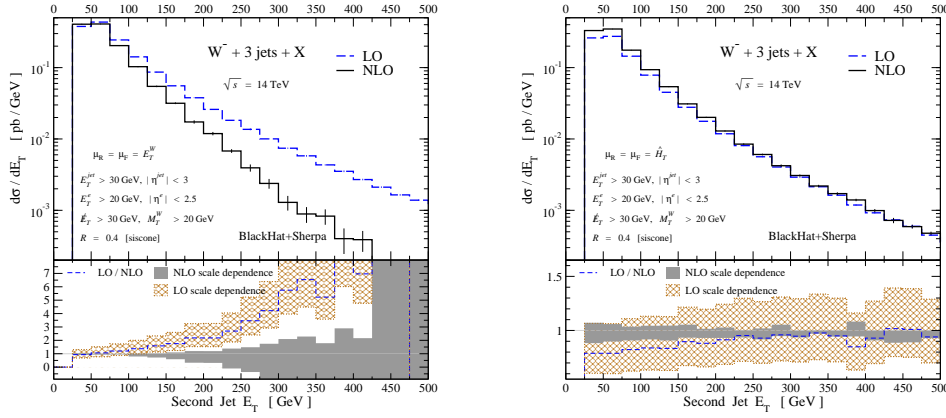 0 50 100 150 200 250 300 350 400 450 500
W⁻ + 3 jets + X
LO
NLO
√s = 14 TeV
10⁻¹
10⁻²
10⁻³
dσ / dE_T [ pb / GeV ]
μ_R = μ_F = E_T^W
E_T^jet > 30 GeV, | η^jet | < 3
E_T^e > 20 GeV, | η^e | < 2.5
E̸_T > 30 GeV, M_T^W > 20 GeV
R = 0.4 [siscone]
BlackHat+Sherpa
LO / NLO
NLO scale dependence
LO scale dependence
7
6
5
4
3
2
1
0
0 50 100 150 200 250 300 350 400 450 500
Second Jet E_T [ GeV ]
0 50 100 150 200 250 300 350 400 450 500
W⁻ + 3 jets + X
LO
NLO
√s = 14 TeV
10⁻¹
10⁻²
10⁻³
dσ / dE_T [ pb / GeV ]
μ_R = μ_F = Ĥ_T
E_T^jet > 30 GeV, | η^jet | < 3
E_T^e > 20 GeV, | η^e | < 2.5
E̸_T > 30 GeV, M_T^W > 20 GeV
R = 0.4 [siscone]
BlackHat+Sherpa
LO / NLO
NLO scale dependence
LO scale dependence
1.5
1
0 50 100 150 200 250 300 350 400 450 500
Second Jet E_T [ GeV ]